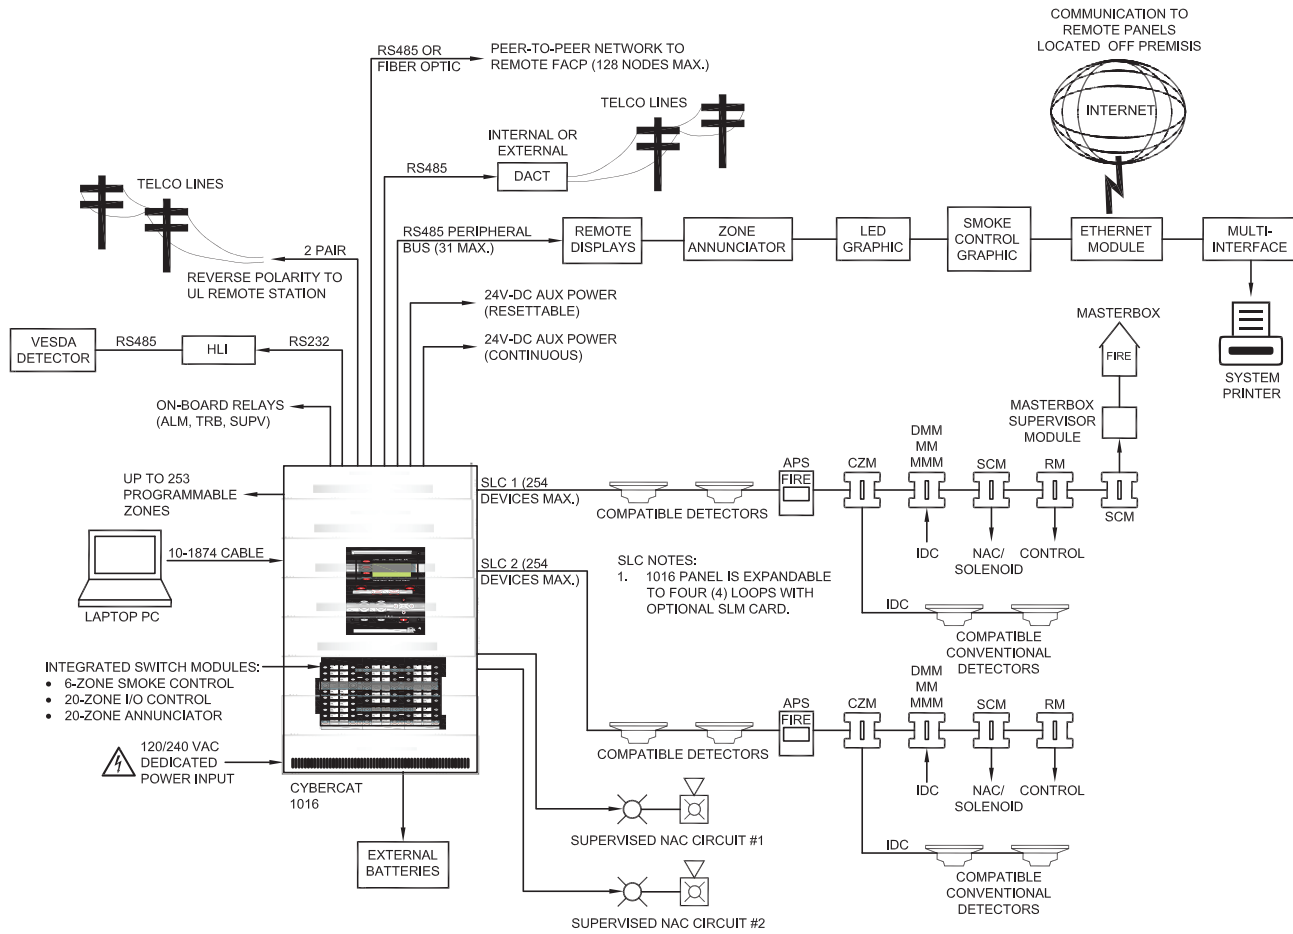 COMMUNICATION TO
REMOTE PANELS
LOCATED OFF PREMISIS
INTERNET
RS485 OR
FIBER OPTIC
PEER-TO-PEER NETWORK TO
REMOTE FACP (128 NODES MAX.)
TELCO LINES
INTERNAL OR
EXTERNAL
RS485
DACT
TELCO LINES
2 PAIR
REVERSE POLARITY TO
UL REMOTE STATION
RS485 PERIPHERAL
BUS (31 MAX.)
REMOTE
DISPLAYS
ZONE
ANNUNCIATOR
LED
GRAPHIC
SMOKE
CONTROL
GRAPHIC
ETHERNET
MODULE
MULTI-
INTERFACE
24V-DC AUX POWER
(RESETTABLE)
24V-DC AUX POWER
(CONTINUOUS)
VESDA
DETECTOR
RS485
HLI
RS232
MASTERBOX
FIRE
SYSTEM
PRINTER
ON-BOARD RELAYS
(ALM, TRB, SUPV)
MASTERBOX
SUPERVISOR
MODULE
UP TO 253
PROGRAMMABLE
ZONES
SLC 1 (254
DEVICES MAX.)
COMPATIBLE DETECTORS
APS
FIRE
CZM
DMM
MM
MMM
SCM
RM
SCM
IDC
NAC/
SOLENOID
CONTROL
10-1874 CABLE
LAPTOP PC
SLC 2 (254
DEVICES MAX.)
SLC NOTES:
1. 1016 PANEL IS EXPANDABLE
TO FOUR (4) LOOPS WITH
OPTIONAL SLM CARD.
IDC
COMPATIBLE
CONVENTIONAL
DETECTORS
INTEGRATED SWITCH MODULES:
• 6-ZONE SMOKE CONTROL
• 20-ZONE I/O CONTROL
• 20-ZONE ANNUNCIATOR
COMPATIBLE DETECTORS
APS
FIRE
CZM
DMM
MM
MMM
SCM
RM
IDC
NAC/
SOLENOID
CONTROL
120/240 VAC
DEDICATED
POWER INPUT
CYBERCAT
1016
SUPERVISED NAC CIRCUIT #1
IDC
COMPATIBLE
CONVENTIONAL
DETECTORS
EXTERNAL
BATTERIES
SUPERVISED NAC CIRCUIT #2